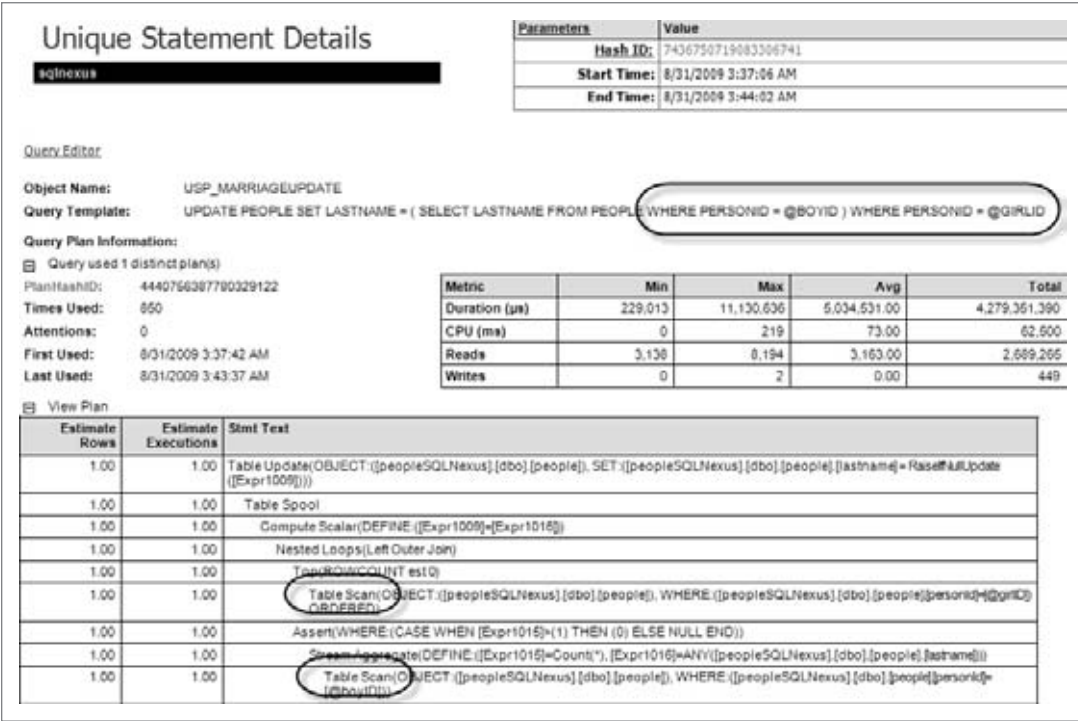 Unique Statement Details
sqlnexus
Parameters Value
Hash ID: 7436750719083306741
Start Time: 8/31/2009 3:37:06 AM
End Time: 8/31/2009 3:44:02 AM
Query Editor
Object Name: USP_MARRIAGEUPDATE
Query Template: UPDATE PEOPLE SET LASTNAME = ( SELECT LASTNAME FROM PEOPLE WHERE PERSONID = @BOYID ) WHERE PERSONID = @GIRLID
Query Plan Information:
Query used 1 distinct plan(s)
PlanHashID: 4440756387780329122
Times Used: 850
Attentions: 0
First Used: 8/31/2009 3:37:42 AM
Last Used: 8/31/2009 3:43:37 AM
Metric Min Max Avg Total
Duration (µs) 229,013 11,130,636 5,034,531.00 4,279,351,390
CPU (ms) 0 219 73.00 62,500
Reads 3,138 8,194 3,163.00 2,689,265
Writes 0 2 0.00 449
View Plan
Estimate Rows Estimate Executions Stmt Text
1.00 1.00 Table Update(OBJECT:([peopleSQLNexus].[dbo].[people]), SET:([peopleSQLNexus].[dbo].[people].[lastname] = RaiseIfNullUpdate
([Expr1009])))
1.00 1.00 Table Spool
1.00 1.00 Compute Scalar(DEFINE:([Expr1009]=[Expr1016]))
1.00 1.00 Nested Loops(Left Outer Join)
1.00 1.00 Top(ROWCOUNT est 0)
1.00 1.00 Table Scan(OBJECT:([peopleSQLNexus].[dbo].[people]), WHERE:([peopleSQLNexus].[dbo].[people].[personid]=[@girlID])
ORDERED)
1.00 1.00 Assert(WHERE:(CASE WHEN [Expr1015]>(1) THEN (0) ELSE NULL END))
1.00 1.00 Stream Aggregate(DEFINE:([Expr1015]=Count(*), [Expr1016]=ANY([peopleSQLNexus].[dbo].[people].[lastname])))
1.00 1.00 Table Scan(OBJECT:([peopleSQLNexus].[dbo].[people]), WHERE:([peopleSQLNexus].[dbo].[people].[personid]=
[@boyID]))